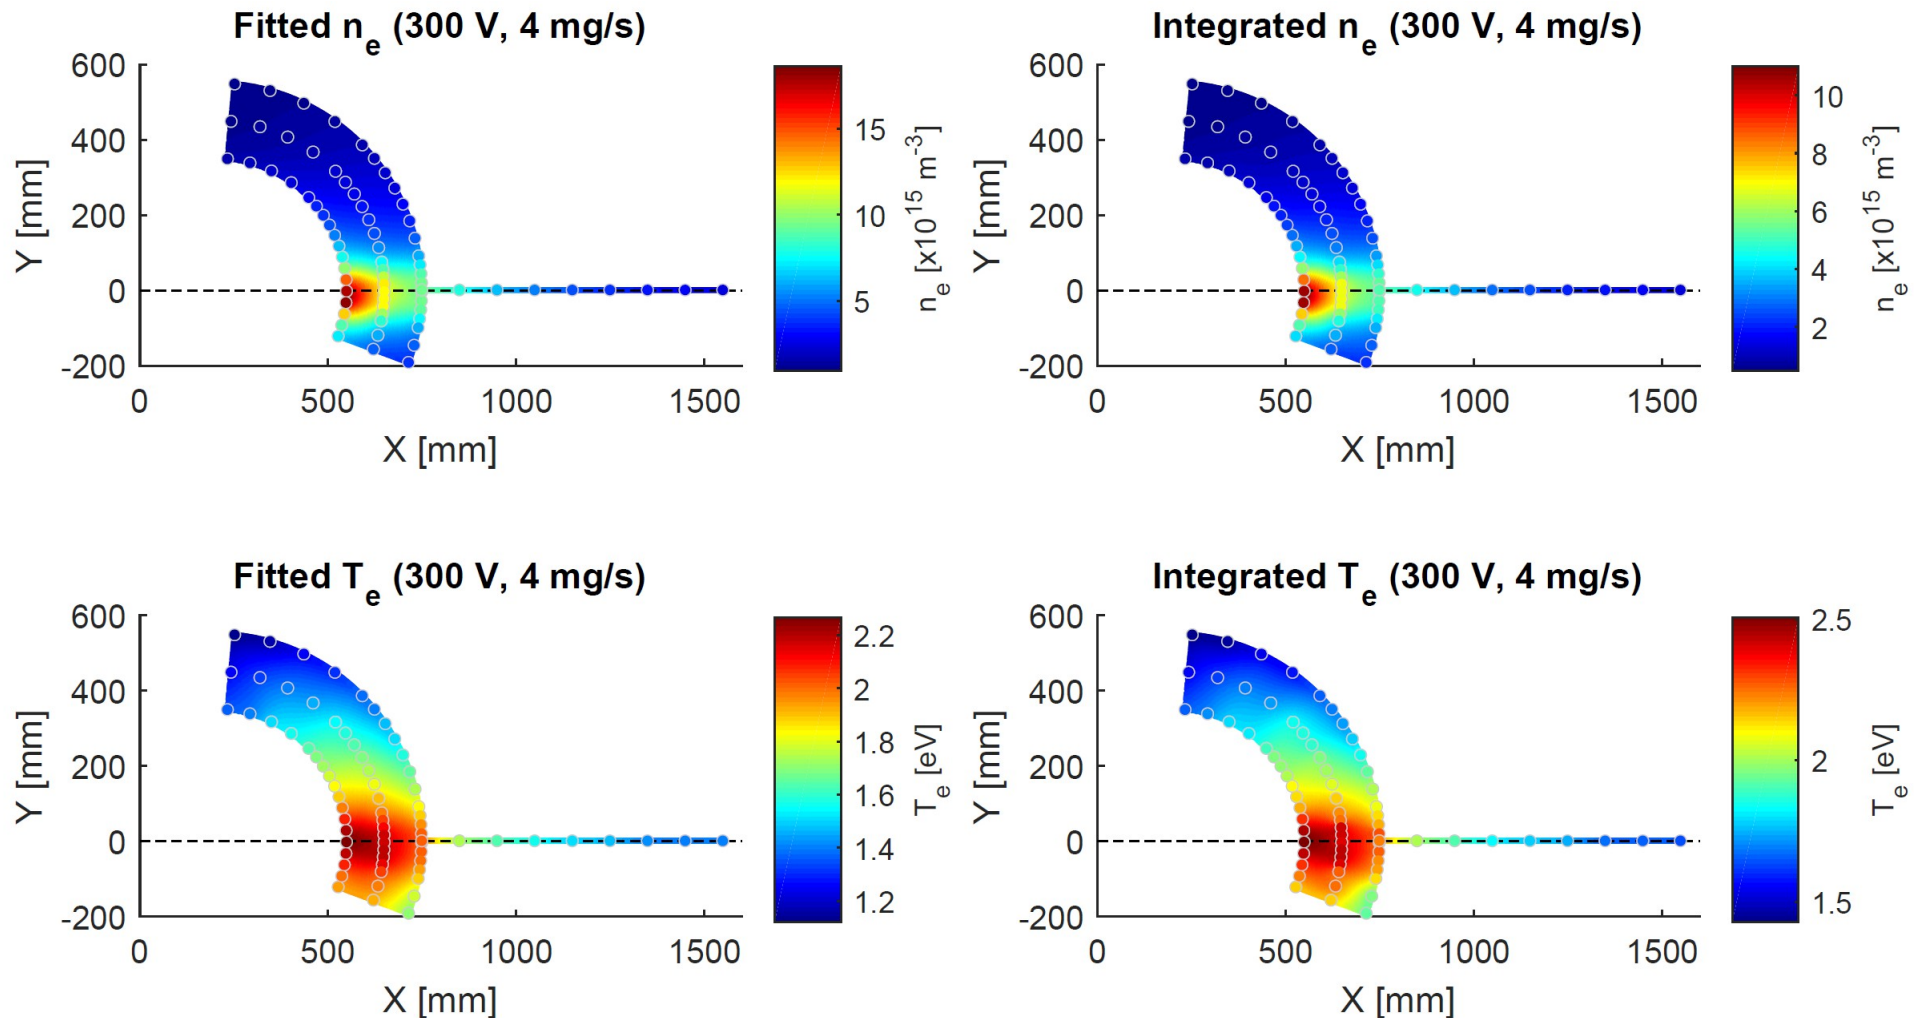 Fitted n_e (300 V, 4 mg/s)
600
400
200
0
-200
Y [mm]
0 500 1000 1500
X [mm]
15
10
5
n_e [x10^15 m^-3]
Integrated n_e (300 V, 4 mg/s)
600
400
200
0
-200
Y [mm]
0 500 1000 1500
X [mm]
10
8
6
4
2
n_e [x10^15 m^-3]
Fitted T_e (300 V, 4 mg/s)
600
400
200
0
-200
Y [mm]
0 500 1000 1500
X [mm]
2.2
2
1.8
1.6
1.4
1.2
T_e [eV]
Integrated T_e (300 V, 4 mg/s)
600
400
200
0
-200
Y [mm]
0 500 1000 1500
X [mm]
2.5
2
1.5
T_e [eV]